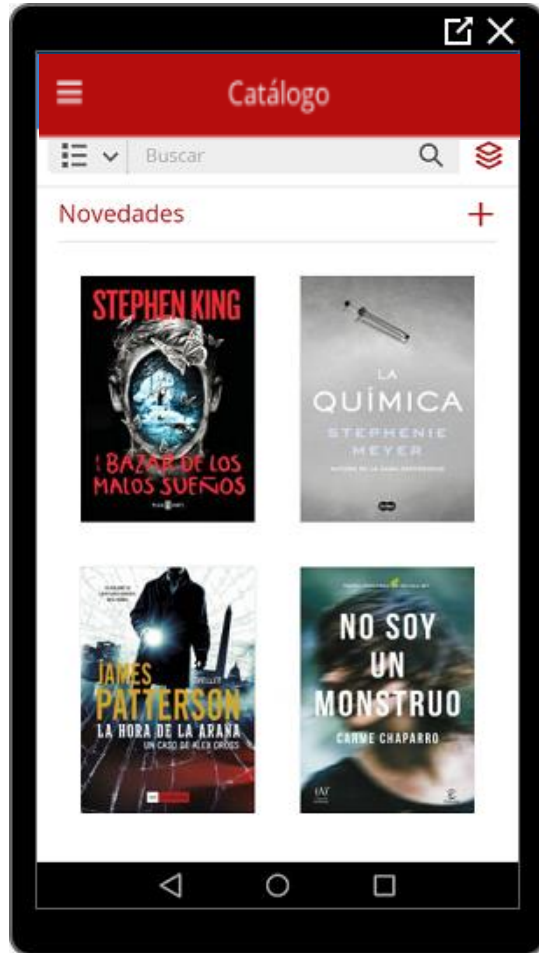 Catálogo
Buscar
Novedades
STEPHEN KING
BAZAR DE LOS
MALOS SUEÑOS
LA
QUÍMICA
STEPHENIE
MEYER
JAMES
PATTERSON
LA HORA DE LA ARAÑA
UN CASO DE ALEX CROSS
NO SOY
UN
MONSTRUO
CARME CHAPARRO